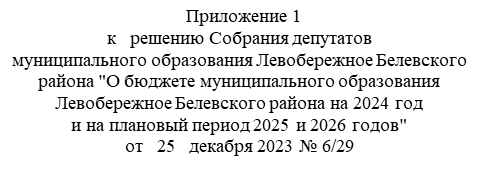 Приложение 1
к решению Собрания депутатов
муниципального образования Левобережное Белевского
района "О бюджете муниципального образования
Левобережное Белевского района на 2024 год
и на плановый период 2025 и 2026 годов"
от 25 декабря 2023 № 6/29